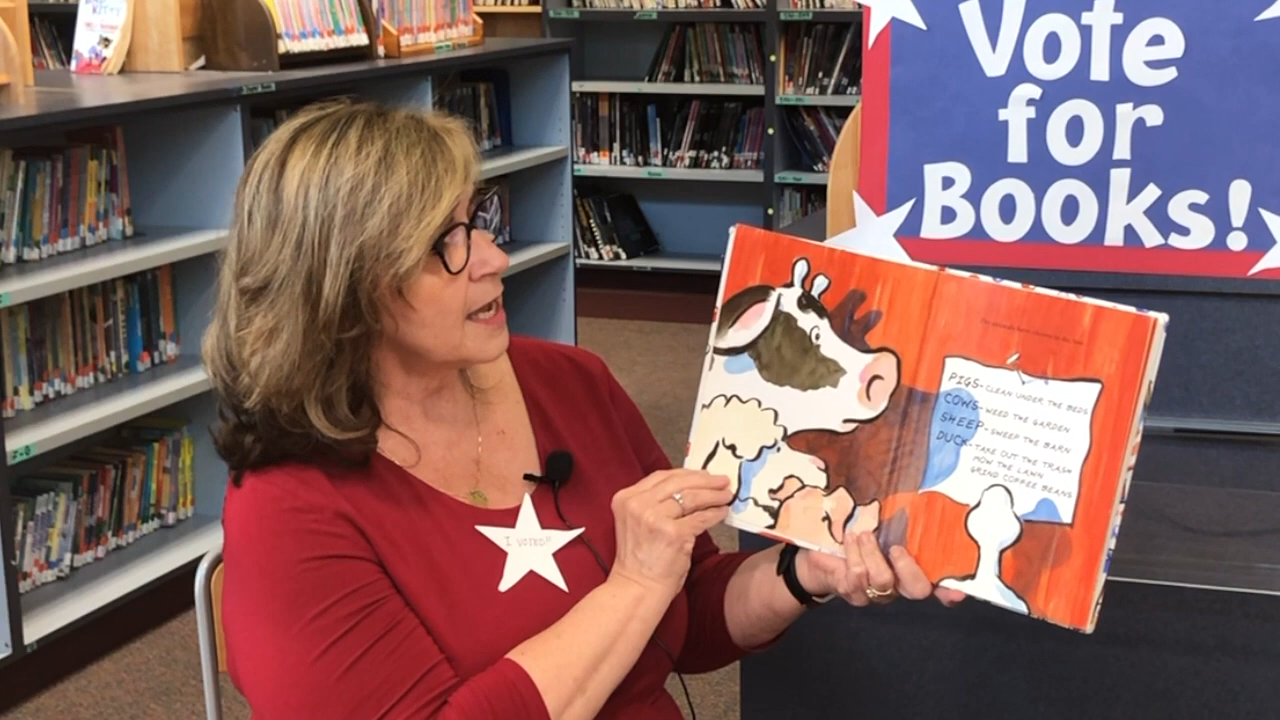 Vote
for
Books!
PIGS-CLEAN UNDER THE BEDS
COWS-WEED THE GARDEN
SHEEP-SWEEP THE BARN
DUCK-TAKE OUT THE TRASH
MOW THE LAWN
GRIND COFFEE BEANS
I VOTED!!